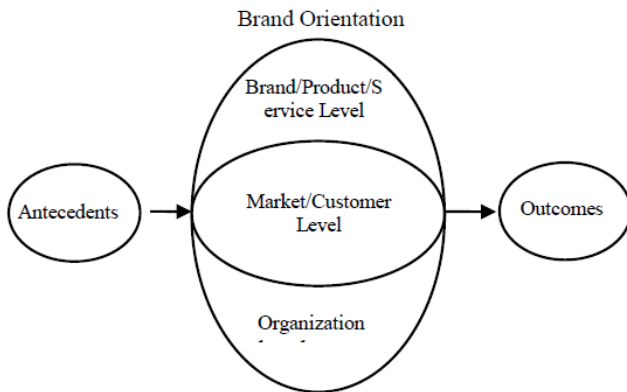 Brand Orientation
Brand/Product/S
ervice Level
Antecedents
Market/Customer
Level
Outcomes
Organization